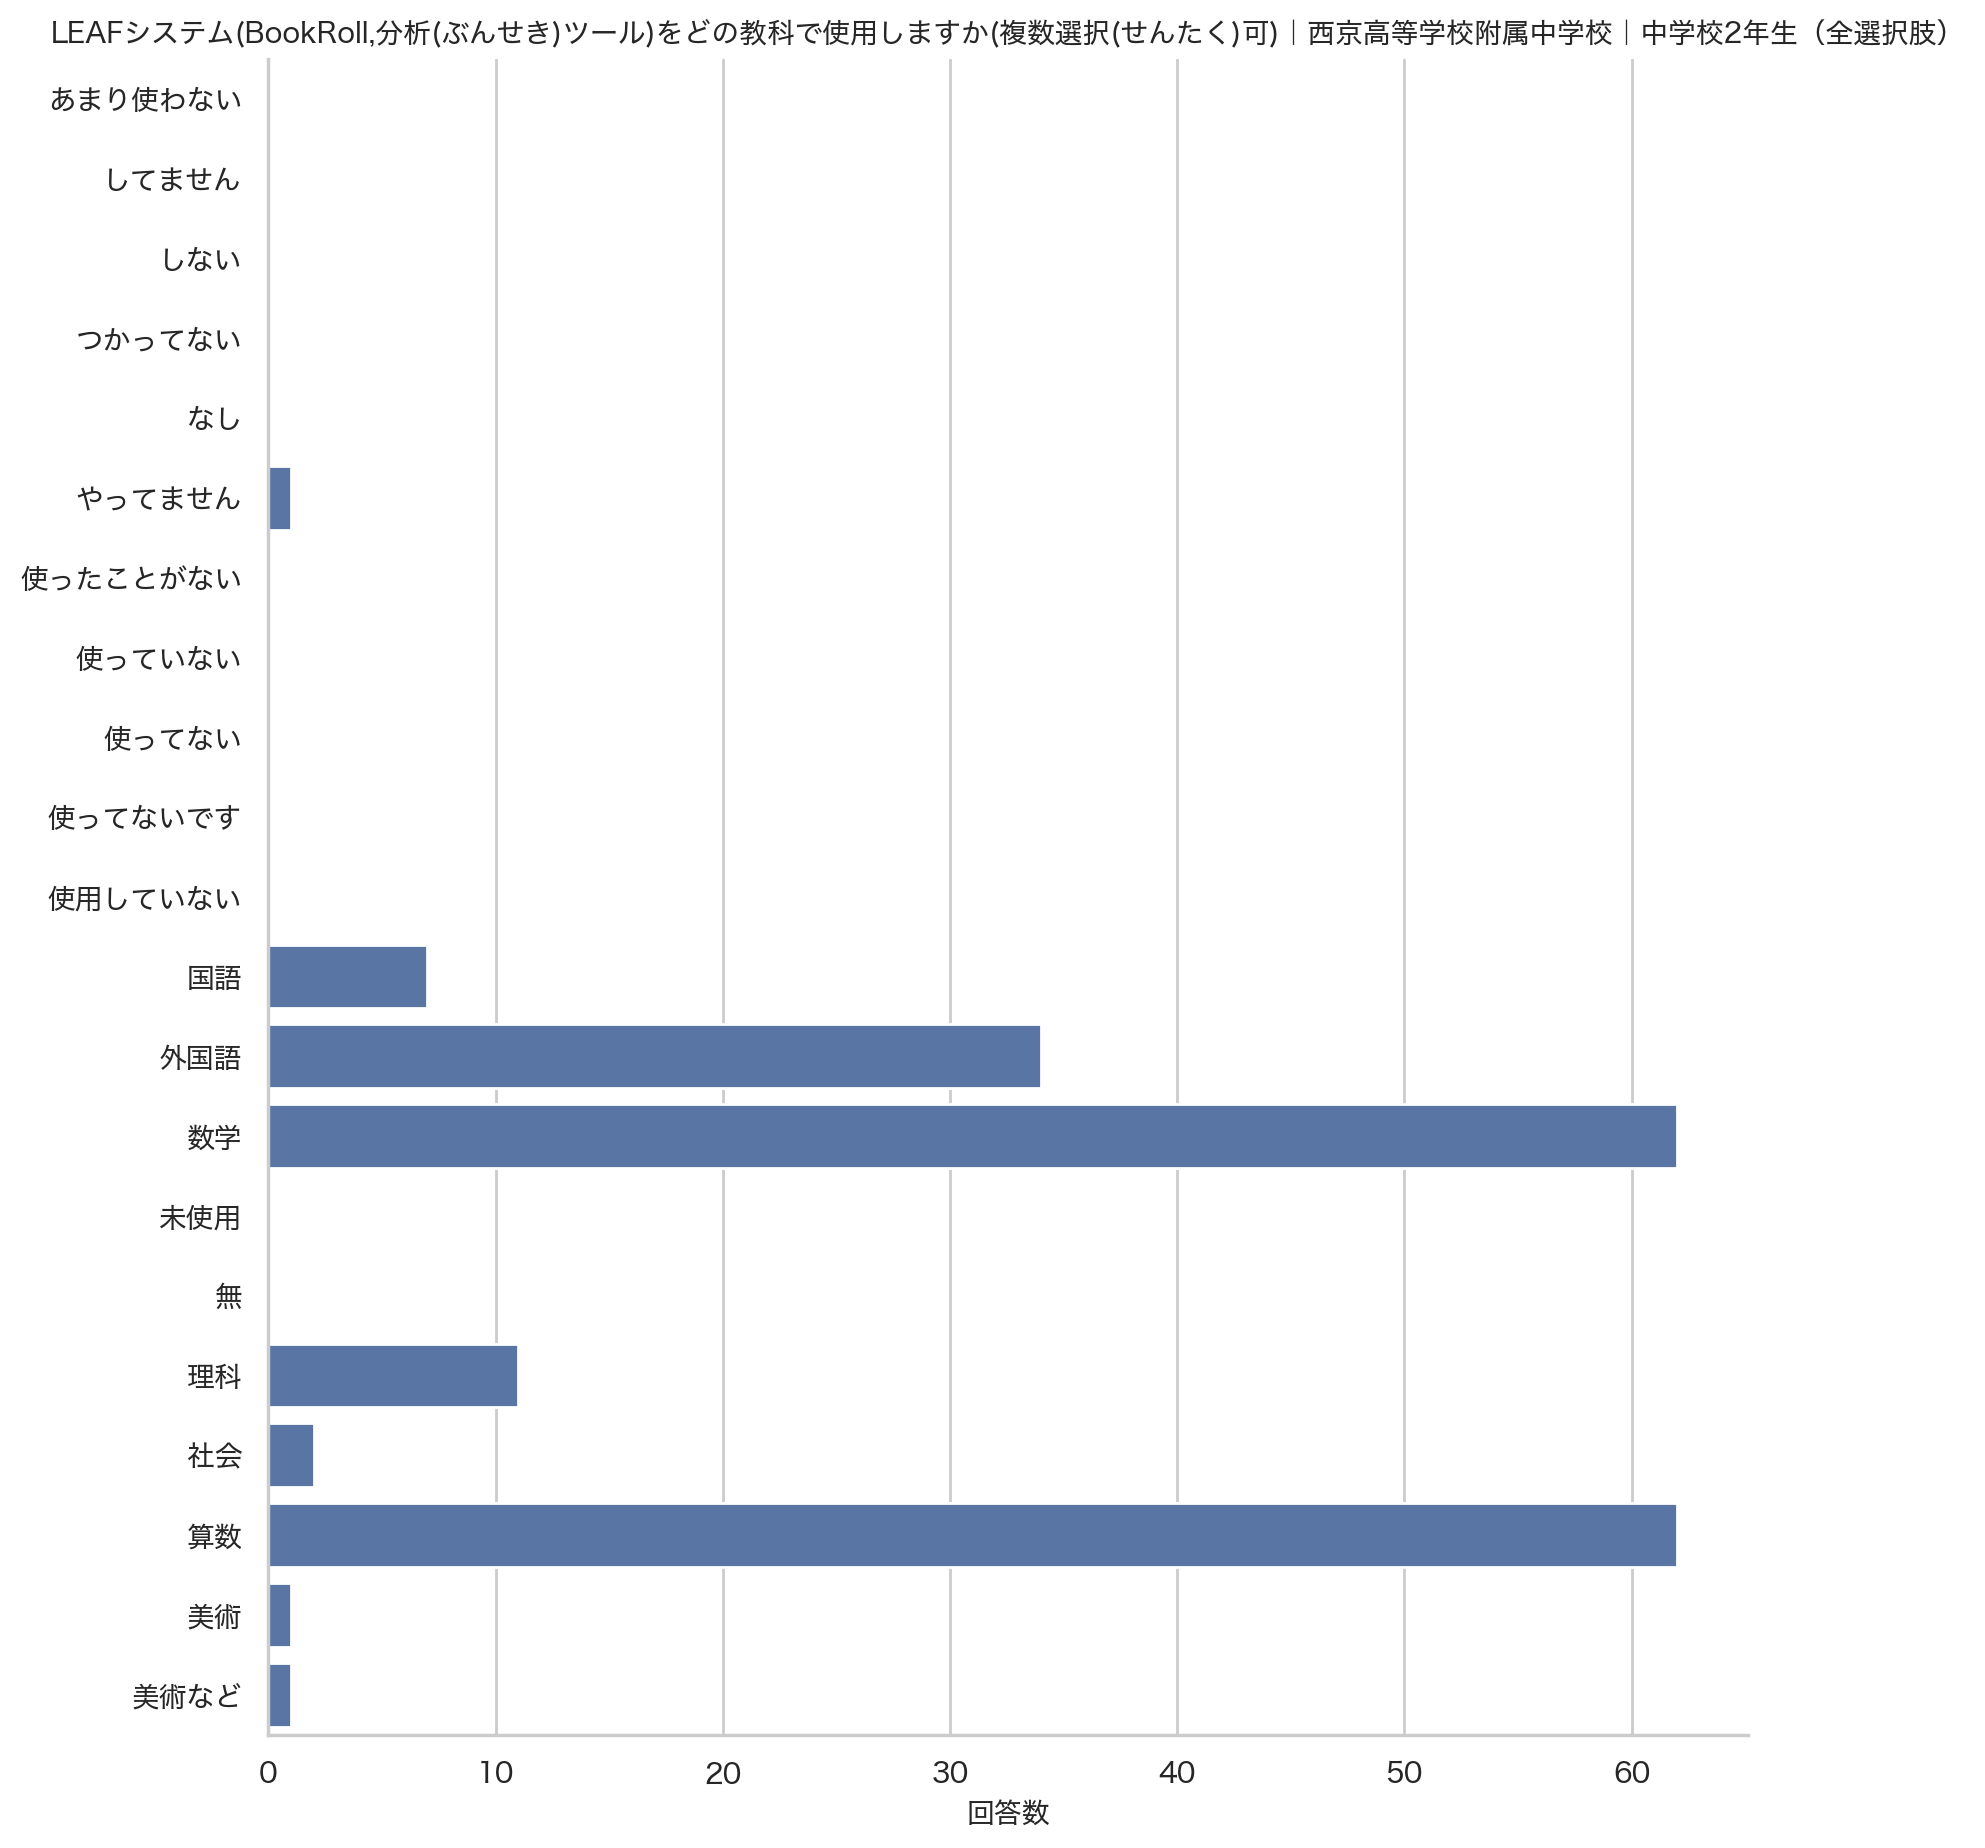 LEAFシステム(BookRoll,分析(ぶんせき)ツール)をどの教科で使用しますか(複数選択(せんたく)可)｜西京高等学校附属中学校｜中学校2年生（全選択肢）
あまり使わない
してません
しない
つかってない
なし
やってません
使ったことがない
使っていない
使ってない
使ってないです
使用していない
国語
外国語
数学
未使用
無
理科
社会
算数
美術
美術など
0 10 20 30 40 50 60
回答数